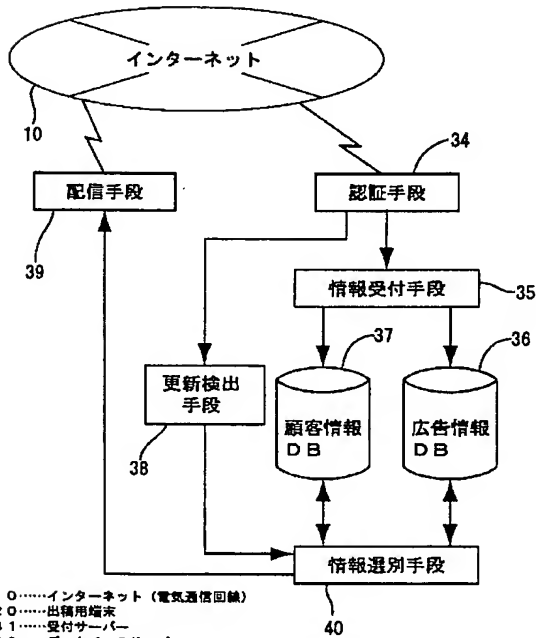 インターネット
10
34
配信手段
認証手段
39
情報受付手段
35
37
36
更新検出
手段
顧客情報
DB
広告情報
DB
38
情報選別手段
40
0……インターネット（電気通信回線）
0……出稿用端末
1……受付サーバー